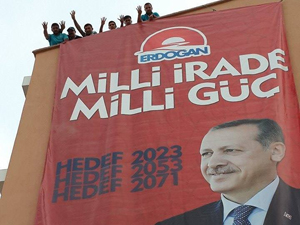 ERDOĞAN
MİLLİ İRADE
MİLLİ GÜÇ
HEDEF 2023
HEDEF 2053
HEDEF 2071